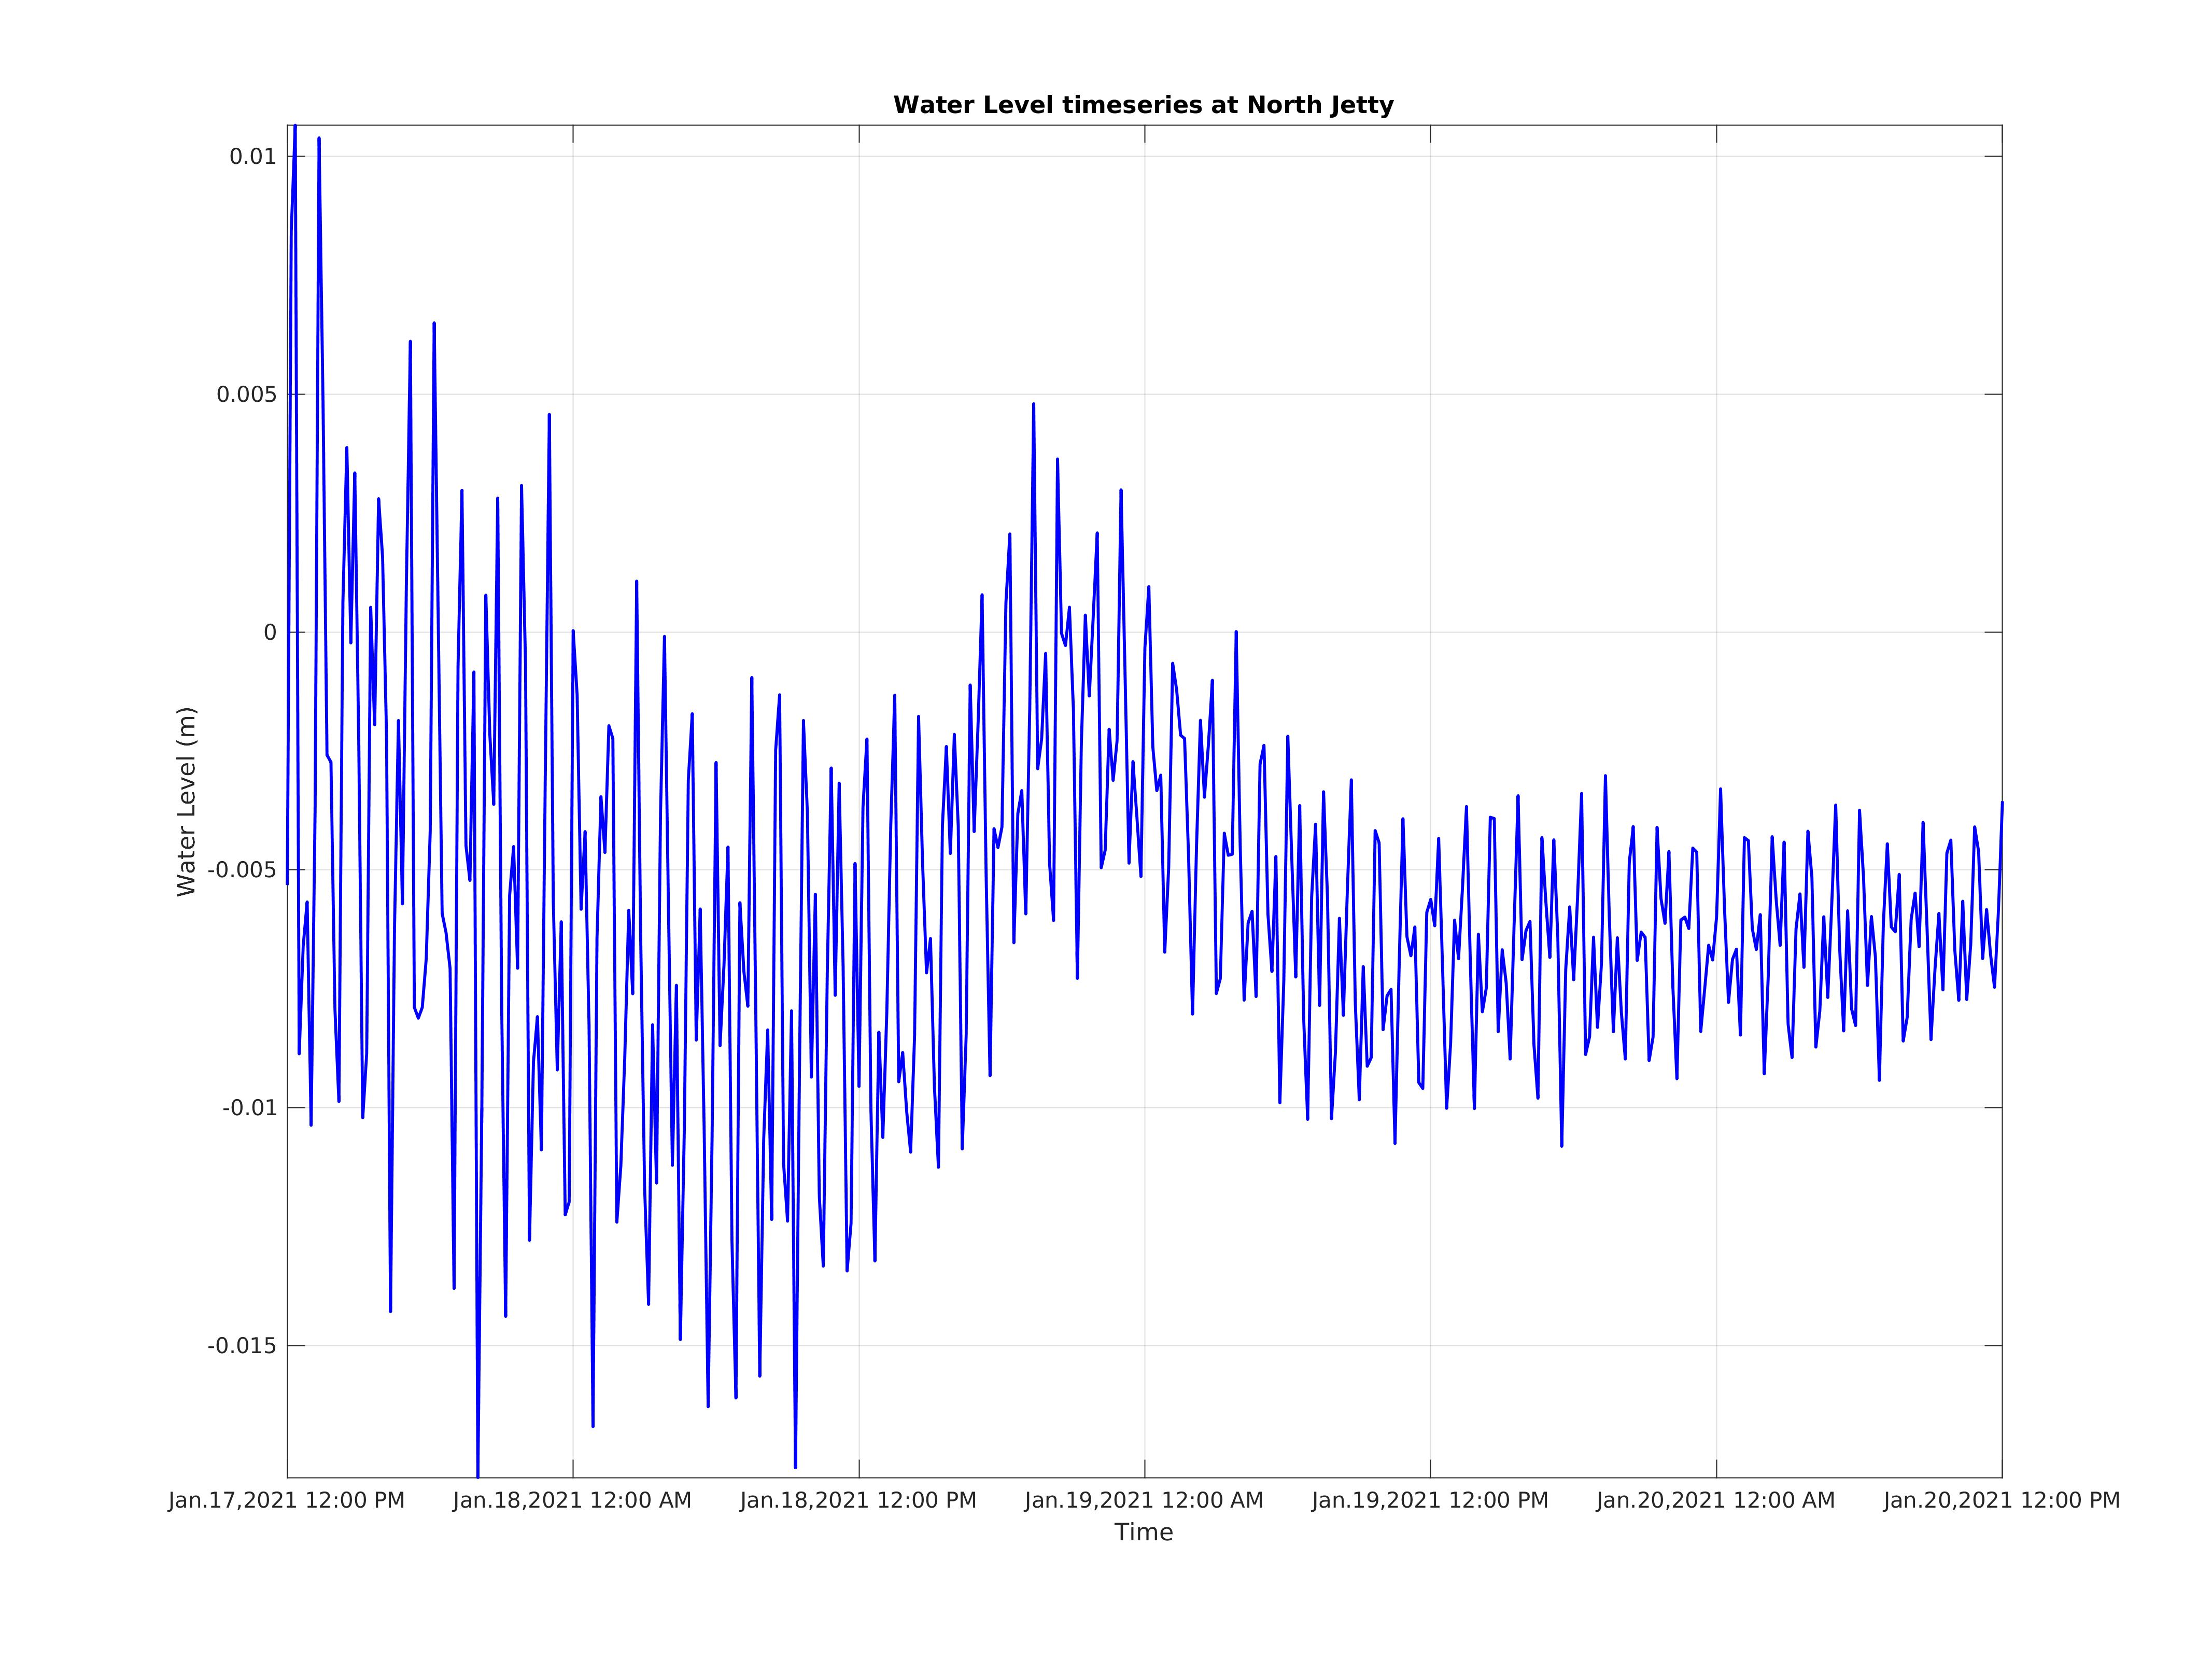 Water Level timeseries at North Jetty
0.01
0.005
0
-0.005
-0.01
-0.015
Water Level (m)
Jan.17,2021 12:00 PM Jan.18,2021 12:00 AM Jan.18,2021 12:00 PM Jan.19,2021 12:00 AM Jan.19,2021 12:00 PM Jan.20,2021 12:00 AM Jan.20,2021 12:00 PM
Time